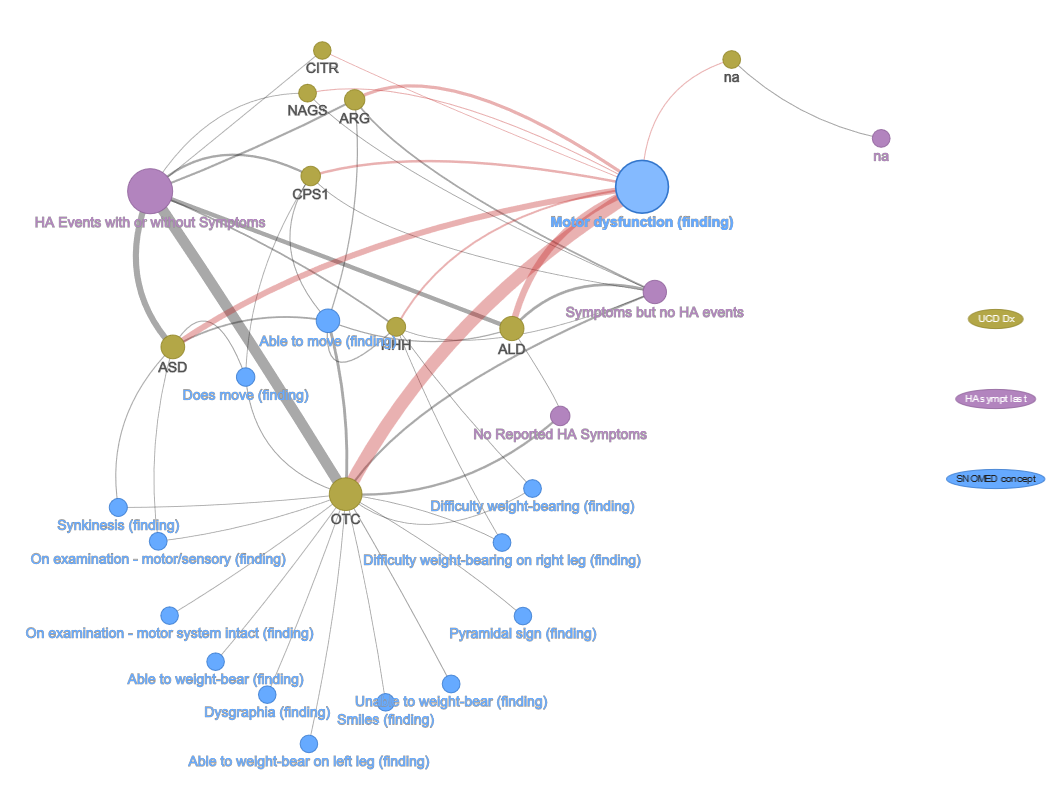 CITR
na
NAGS
ARG
na
CPS1
HA Events with or without Symptoms
Motor dysfunction (finding)
Symptoms but no HA events
UCD Dx
Able to move (finding)
HHH
ALD
ASD
Does move (finding)
HA sympt last
No Reported HA Symptoms
SNOMED concept
Difficulty weight-bearing (finding)
OTC
Synkinesis (finding)
On examination - motor/sensory (finding)
Difficulty weight-bearing on right leg (finding)
On examination - motor system intact (finding)
Pyramidal sign (finding)
Able to weight-bear (finding)
Unable to weight-bear (finding)
Dysgraphia (finding)
Smiles (finding)
Able to weight-bear on left leg (finding)